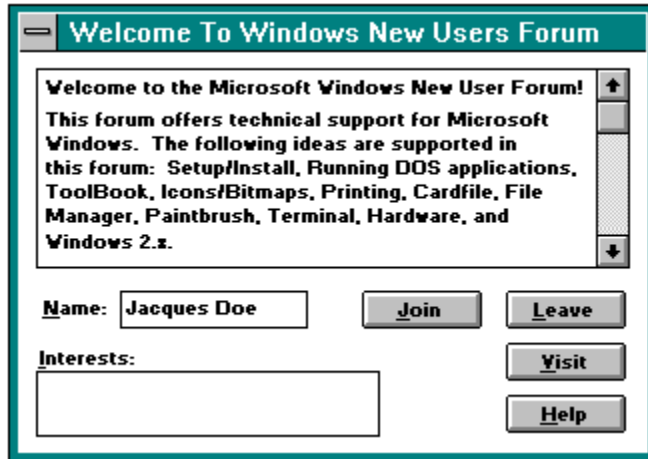 Welcome To Windows New Users Forum
Welcome to the Microsoft Windows New User Forum!
This forum offers technical support for Microsoft
Windows. The following ideas are supported in
this forum: Setup/Install, Running DOS applications,
ToolBook, Icons/Bitmaps, Printing, Cardfile, File
Manager, Paintbrush, Terminal, Hardware, and
Windows 2.x.
Name: Jacques Doe Join Leave
Interests: Visit
Help